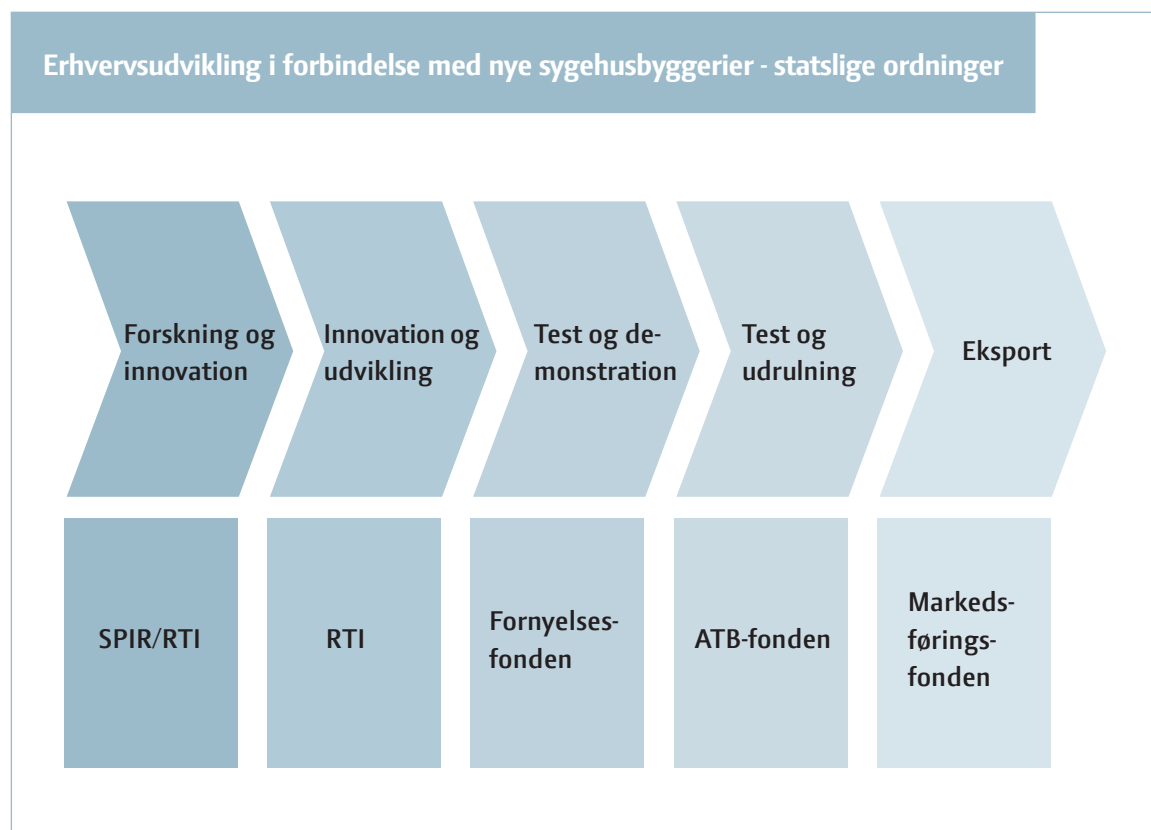 Erhvervsudvikling i forbindelse med nye sygehusbyggerier - statslige ordninger
Forskning og
innovation
Innovation og
udvikling
Test og de-
monstration
Test og
udrulning
Eksport
SPIR/RTI
RTI
Fornyelses-
fonden
ATB-fonden
Markeds-
førings-
fonden